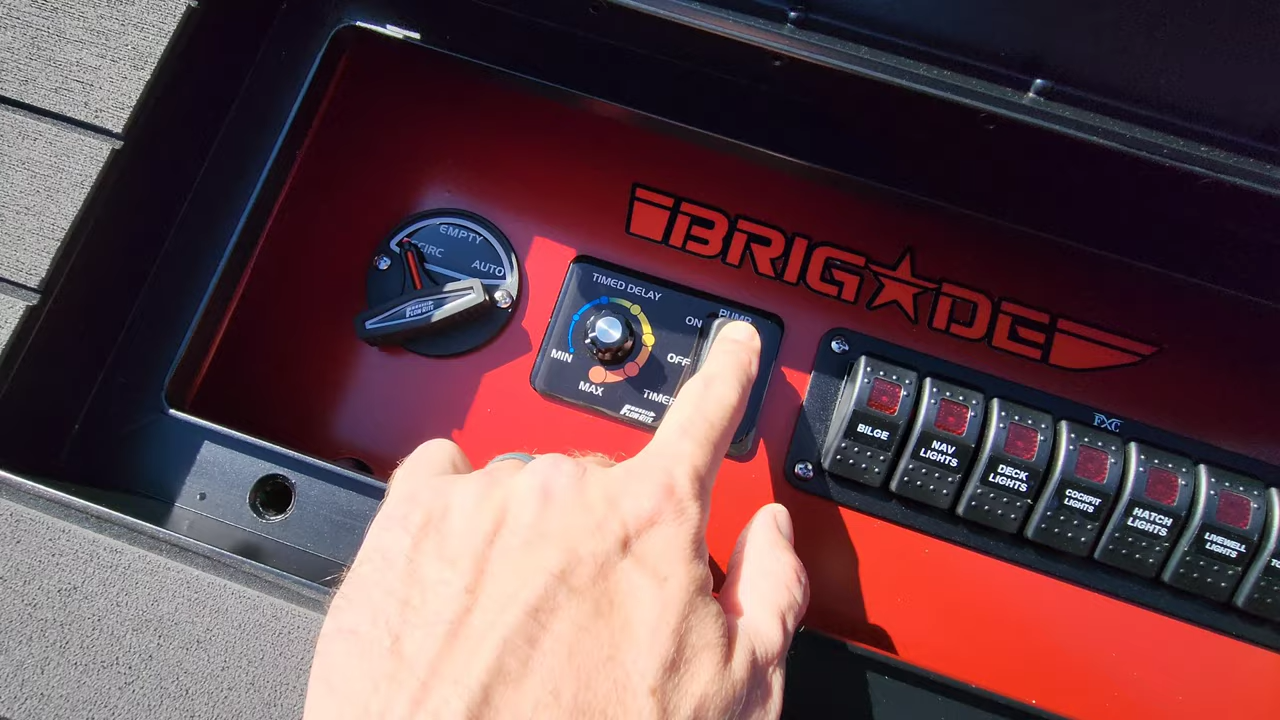 BRIGADE
EMPTY
CIRC
AUTO
FLOW-RITE
TIMED DELAY
MIN
MAX
PUMP
ON
OFF
TIMER
FLOW-RITE
FXC
BILGE
NAV
LIGHTS
DECK
LIGHTS
COCKPIT
LIGHTS
HATCH
LIGHTS
LIVEWELL
LIGHTS